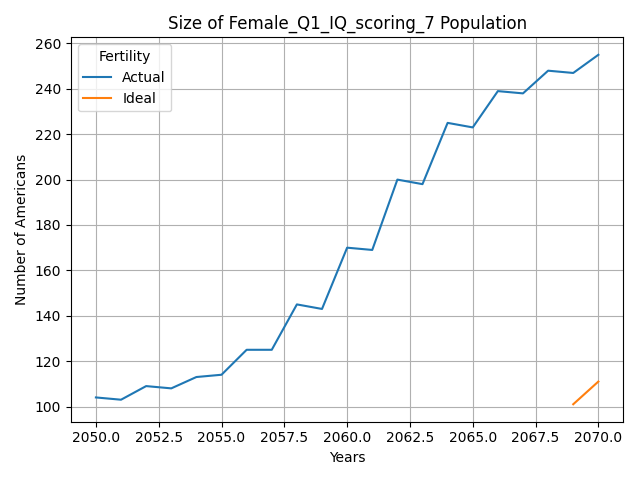 Size of Female_Q1_IQ_scoring_7 Population
Number of Americans
260
240
220
200
180
160
140
120
100
Fertility
Actual
Ideal
2050.0 2052.5 2055.0 2057.5 2060.0 2062.5 2065.0 2067.5 2070.0
Years